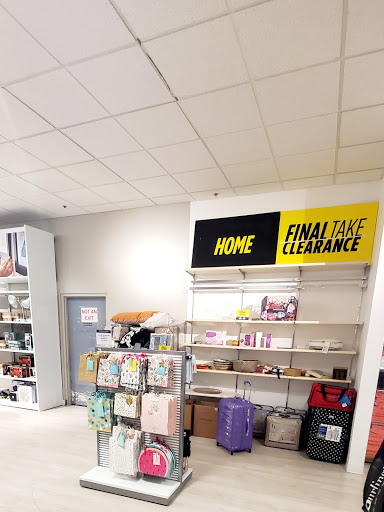 HOME
FINAL TAKE
CLEARANCE
NOT AN
EXIT